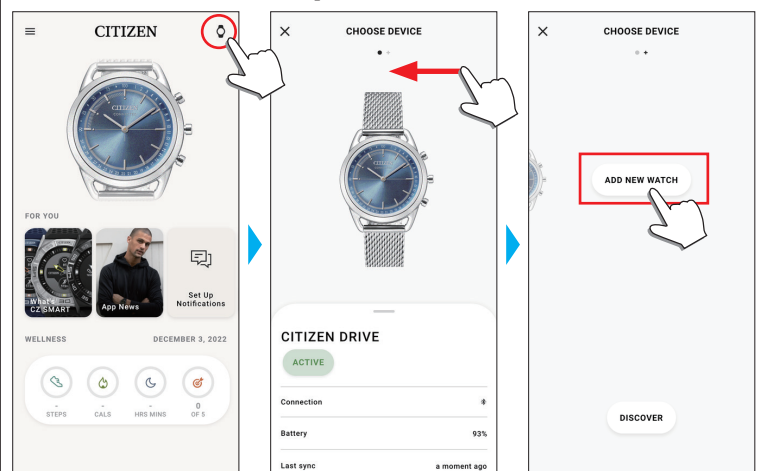 CITIZEN
CITIZEN
FOR YOU
What's
CZ SMART
App News
Set Up
Notifications
WELLNESS
DECEMBER 3, 2022
-
STEPS
-
CALS
-
HRS MINS
0
OF 5
CHOOSE DEVICE
CITIZEN DRIVE
ACTIVE
Connection
Battery
93%
Last sync
a moment ago
CHOOSE DEVICE
ADD NEW WATCH
DISCOVER